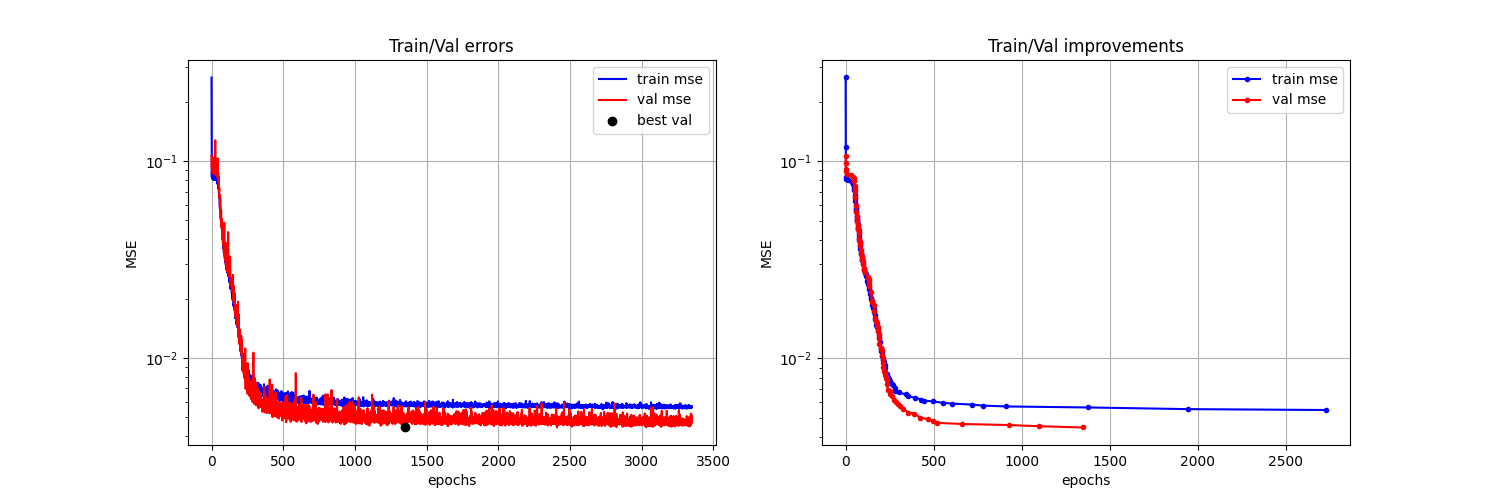 Train/Val errors
train mse
val mse
best val
MSE
10⁻¹
10⁻²
0 500 1000 1500 2000 2500 3000 3500
epochs
Train/Val improvements
train mse
val mse
MSE
10⁻¹
10⁻²
0 500 1000 1500 2000 2500
epochs